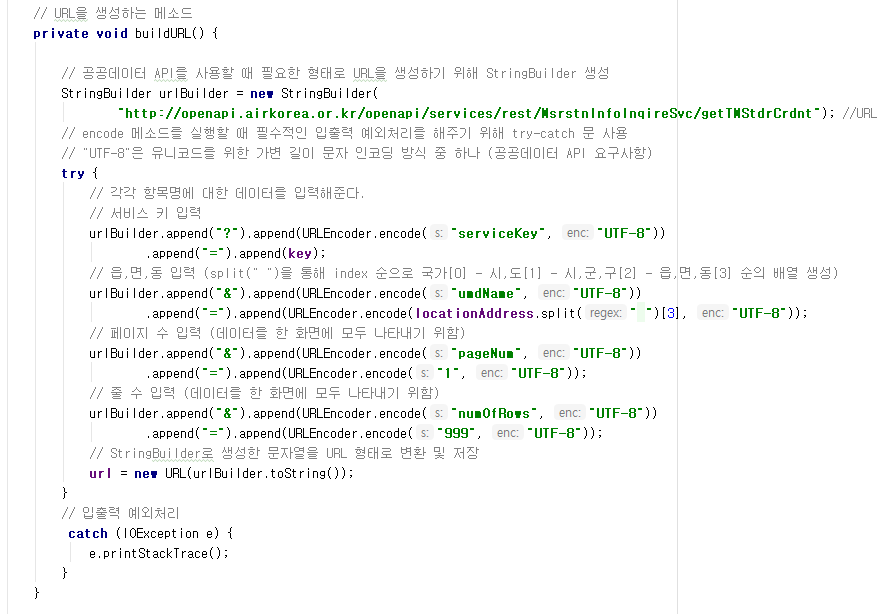 // URL을 생성하는 메소드
private void buildURL() {
// 공공데이터 API를 사용할 때 필요한 형태로 URL을 생성하기 위해 StringBuilder 생성
StringBuilder urlBuilder = new StringBuilder(
"http://openapi.airkorea.or.kr/openapi/services/rest/MsrstnInfoInqireSvc/getTMStdrCrdnt"); //URL
// encode 메소드를 실행할 때 필수적인 입출력 예외처리를 해주기 위해 try-catch 문 사용
// "UTF-8"은 유니코드를 위한 가변 길이 문자 인코딩 방식 중 하나 (공공데이터 API 요구사항)
try {
// 각각 항목명에 대한 데이터를 입력해준다.
// 서비스 키 입력
urlBuilder.append("?").append(URLEncoder.encode( s: "serviceKey", enc: "UTF-8"))
.append("=").append(key);
// 읍,면,동 입력 (split(" ")을 통해 index 순으로 국가[0] - 시,도[1] - 시,군,구[2] - 읍,면,동[3] 순의 배열 생성)
urlBuilder.append("&").append(URLEncoder.encode( s: "umdName", enc: "UTF-8"))
.append("=").append(URLEncoder.encode(locationAddress.split( regex: " ")[3], enc: "UTF-8"));
// 페이지 수 입력 (데이터를 한 화면에 모두 나타내기 위함)
urlBuilder.append("&").append(URLEncoder.encode( s: "pageNum", enc: "UTF-8"))
.append("=").append(URLEncoder.encode( s: "1", enc: "UTF-8"));
// 줄 수 입력 (데이터를 한 화면에 모두 나타내기 위함)
urlBuilder.append("&").append(URLEncoder.encode( s: "numOfRows", enc: "UTF-8"))
.append("=").append(URLEncoder.encode( s: "999", enc: "UTF-8"));
// StringBuilder로 생성한 문자열을 URL 형태로 변환 및 저장
url = new URL(urlBuilder.toString());
}
// 입출력 예외처리
catch (IOException e) {
e.printStackTrace();
}
}